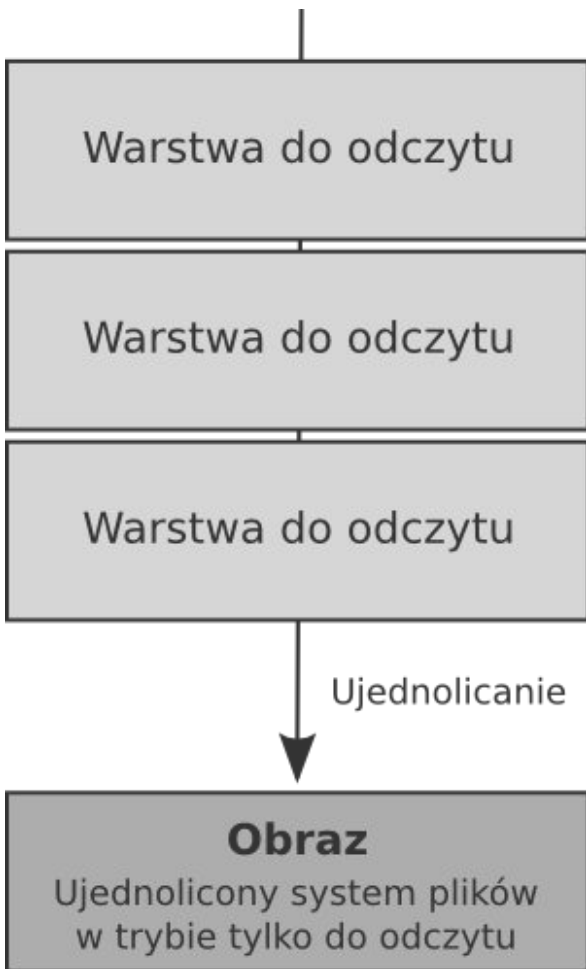 Warstwa do odczytu
Warstwa do odczytu
Warstwa do odczytu
Ujednolicanie
Obraz
Ujednolicony system plików
w trybie tylko do odczytu